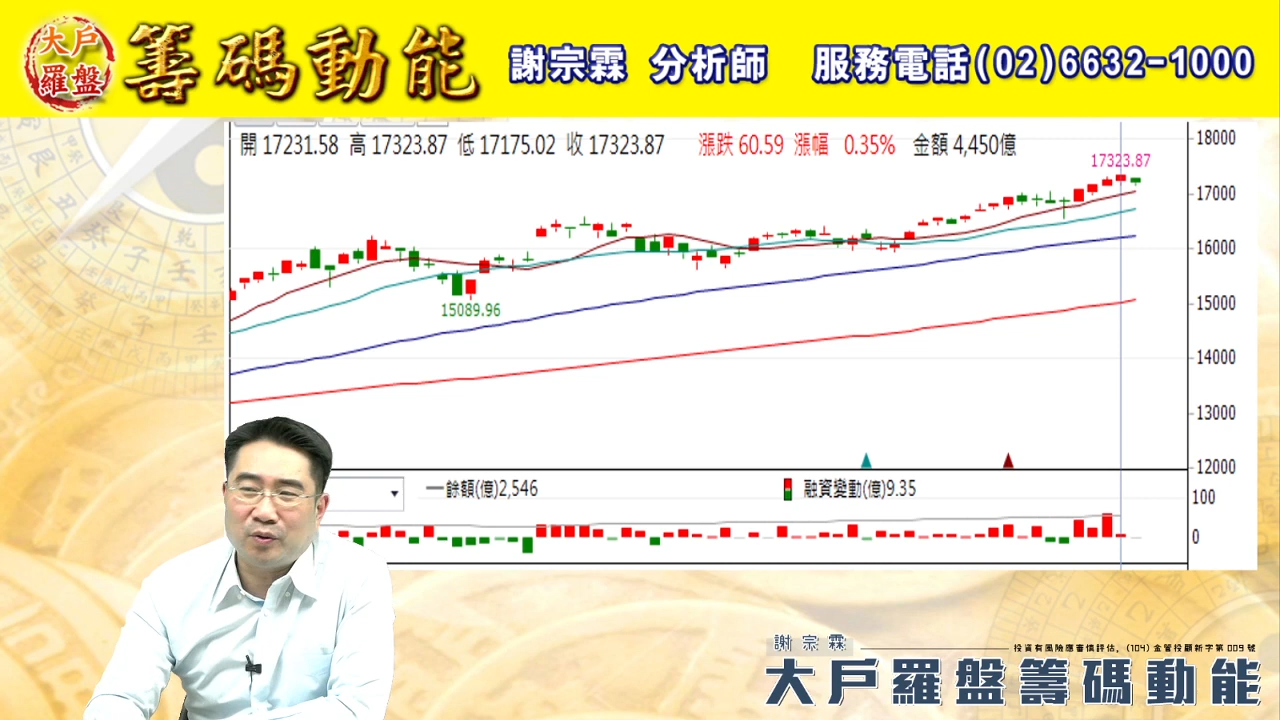 大戶
羅盤
籌碼動能
謝宗霖 分析師 服務電話(02)6632-1000
開 17231.58 高 17323.87 低 17175.02 收 17323.87 漲跌 60.59 漲幅 0.35% 金額 4,450億
18000
17323.87
17000
16000
15089.96
15000
14000
13000
12000
餘額(億)2,546
融資變動(億)9.35
100
0
謝宗霖
投資有風險應審慎評估。(104)金管投顧新字第009號
大戶羅盤籌碼動能